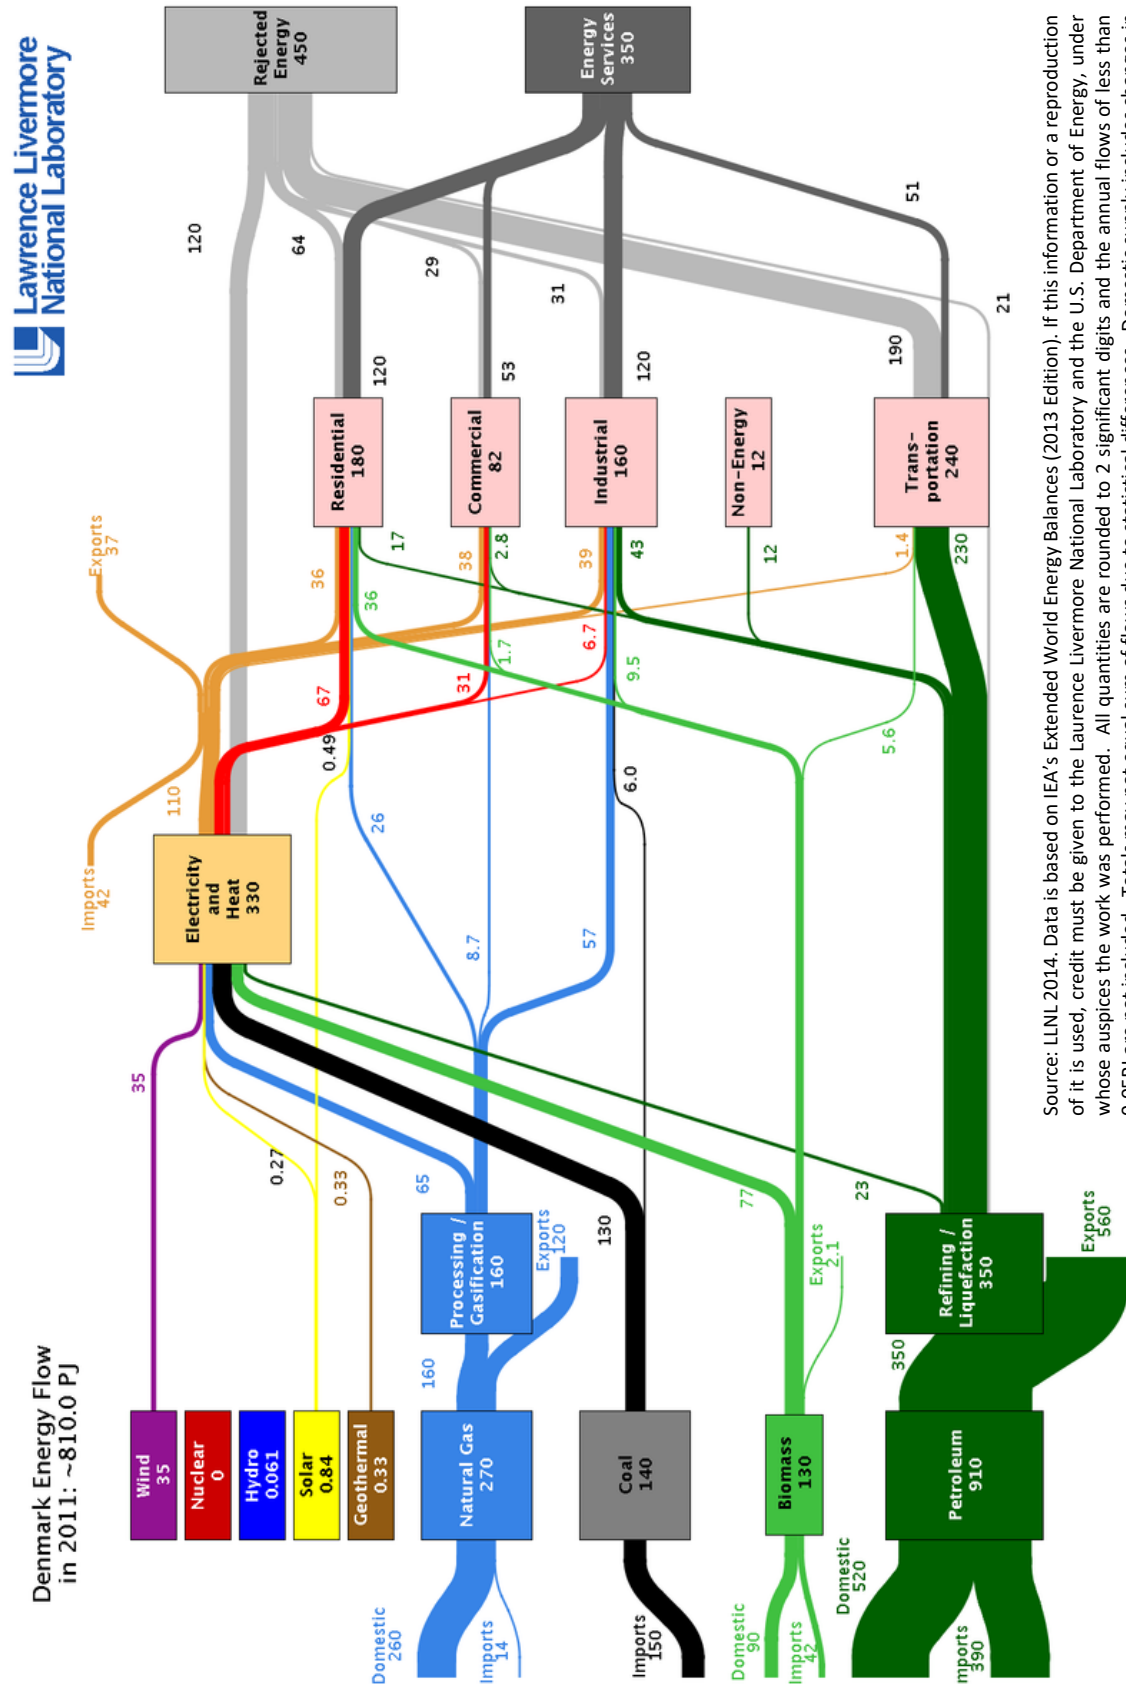 Denmark Energy Flow
in 2011: ~810.0 PJ
Lawrence Livermore
National Laboratory
Imports
42
Exports
37
Wind
35
Nuclear
0
Hydro
0.061
Solar
0.84
Geothermal
0.33
35
0.27
0.33
Electricity
and
Heat
330
110
120
Rejected
Energy
450
67
0.49
36
36
17
Residential
180
64
120
Domestic
260
Imports
14
Natural Gas
270
160
Processing /
Gasification
160
Exports
120
65
26
8.7
57
31
1.7
38
2.8
Commercial
82
29
53
Energy
Services
350
Imports
150
Coal
140
130
6.0
6.7
9.5
39
43
Industrial
160
31
120
Domestic
90
Imports
42
Biomass
130
Exports
2.1
77
12
Non-Energy
12
Domestic
520
390
Petroleum
910
350
Refining /
Liquefaction
350
Exports
560
23
5.6
1.4
230
Trans-
portation
240
190
51
21
Source: LLNL 2014. Data is based on IEA's Extended World Energy Balances (2013 Edition). If this information or a reproduction
of it is used, credit must be given to the Laurence Livermore National Laboratory and the U.S. Department of Energy, under
whose auspices the work was performed. All quantities are rounded to 2 significant digits and the annual flows of less than